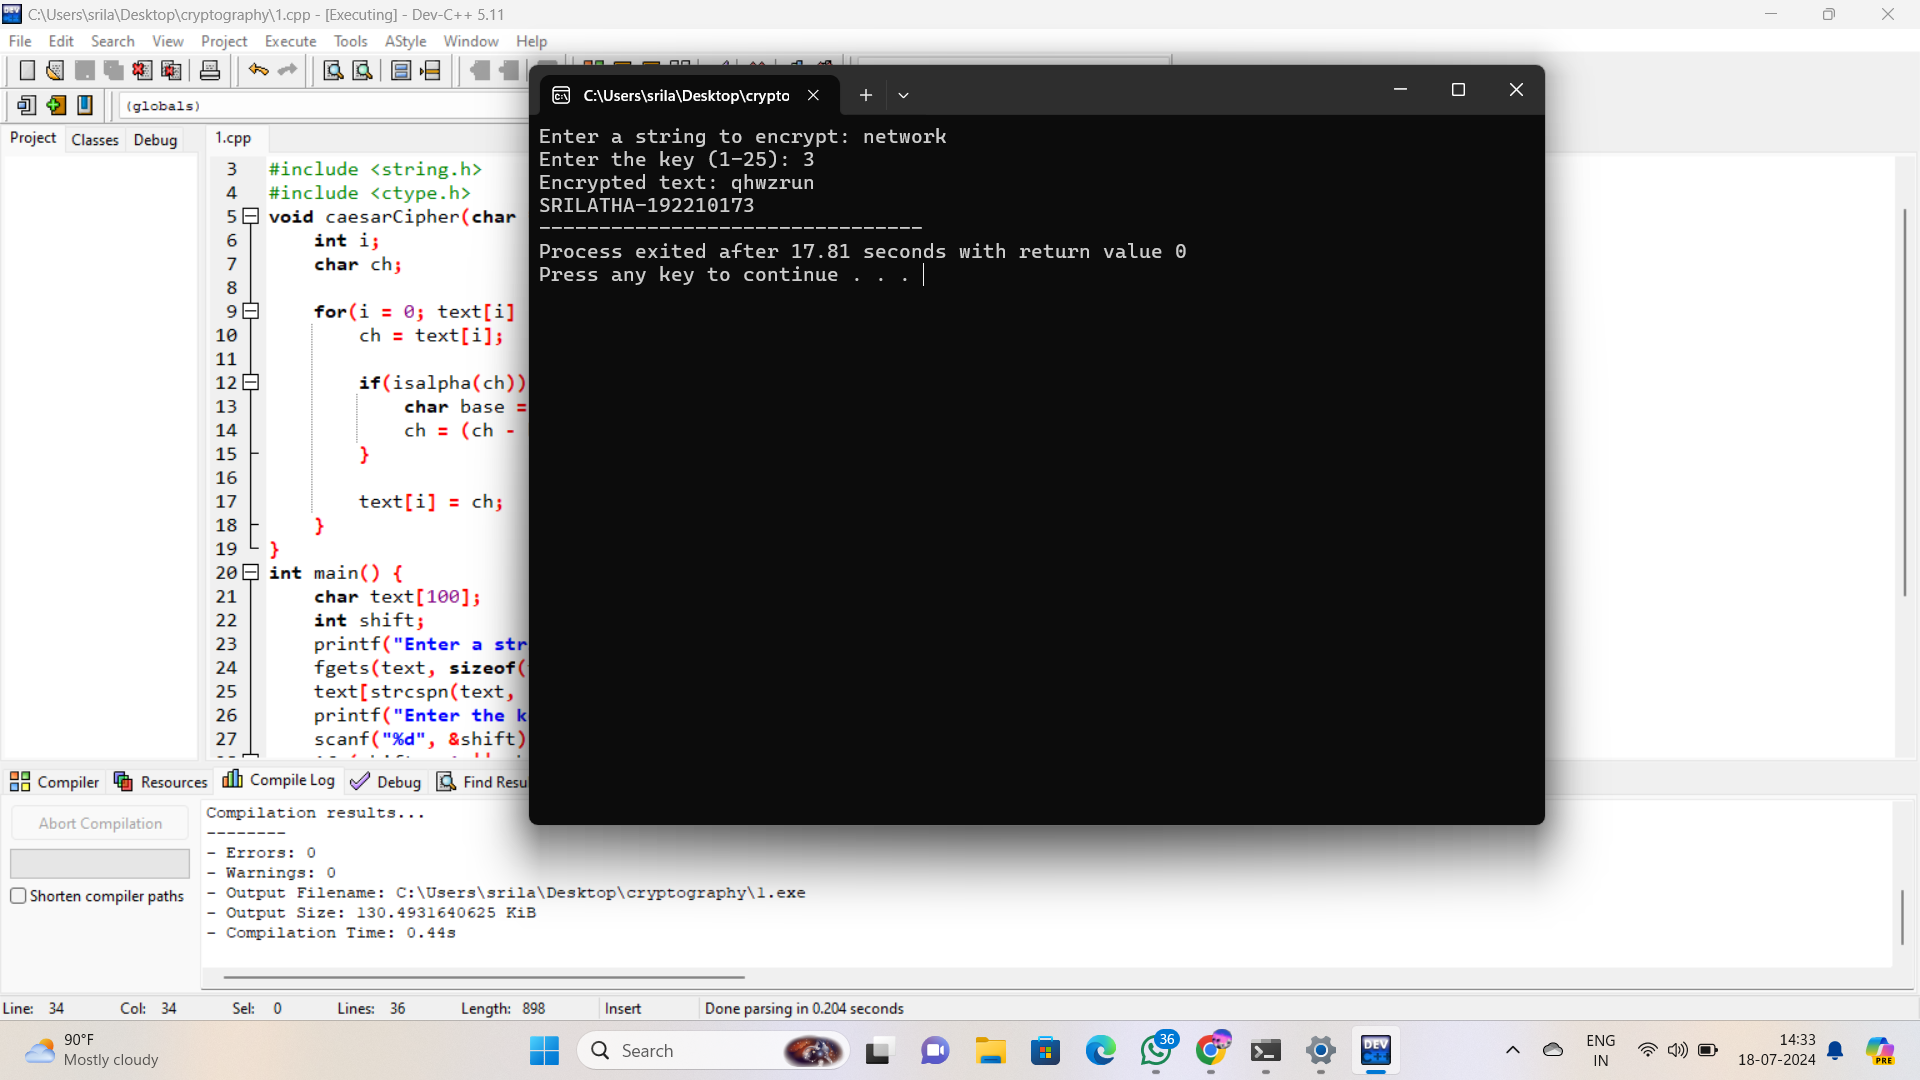 C:\Users\srila\Desktop\cryptography\1.cpp - [Executing] - Dev-C++ 5.11
File Edit Search View Project Execute Tools AStyle Window Help
(globals)
Project Classes Debug
1.cpp
3 #include <string.h>
4 #include <ctype.h>
5 void caesarCipher(char
6 int i;
7 char ch;
8
9 for(i = 0; text[i]
10 ch = text[i];
11
12 if(isalpha(ch))
13 char base =
14 ch = (ch -
15 }
16
17 text[i] = ch;
18 }
19 }
20 int main() {
21 char text[100];
22 int shift;
23 printf("Enter a str
24 fgets(text, sizeof(
25 text[strcspn(text,
26 printf("Enter the k
27 scanf("%d", &shift)
C:\Users\srila\Desktop\crypto
Enter a string to encrypt: network
Enter the key (1-25): 3
Encrypted text: qhwzrun
SRILATHA-192210173
--------------------------------
Process exited after 17.81 seconds with return value 0
Press any key to continue . . .
Compiler Resources Compile Log Debug Find Resu
Abort Compilation
Shorten compiler paths
Compilation results...
--------
- Errors: 0
- Warnings: 0
- Output Filename: C:\Users\srila\Desktop\cryptography\1.exe
- Output Size: 130.4931640625 KiB
- Compilation Time: 0.44s
Line: 34 Col: 34 Sel: 0 Lines: 36 Length: 898 Insert Done parsing in 0.204 seconds
90°F
Mostly cloudy
Search
36
DEV C++
ENG
IN
14:33
18-07-2024
PRE